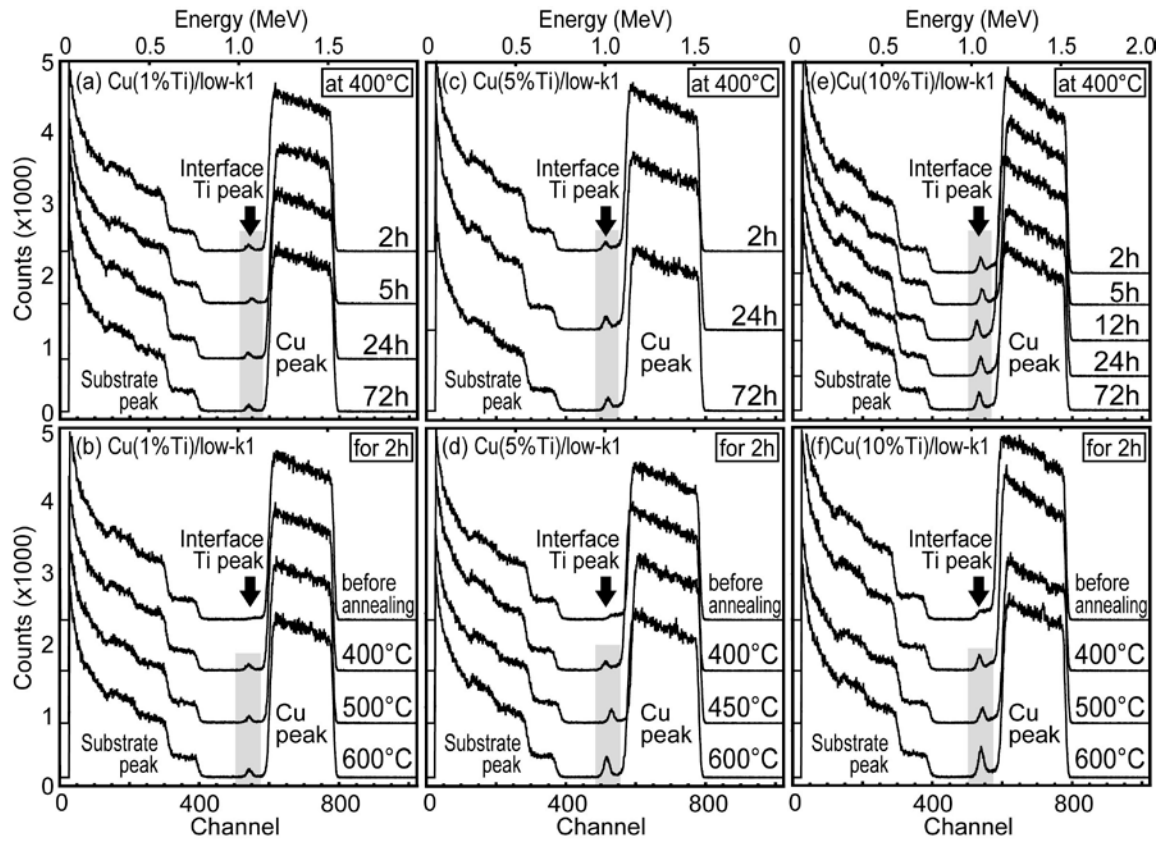 Energy (MeV)
Energy (MeV)
Energy (MeV)
0 0.5 1.0 1.5
0 0.5 1.0 1.5
0 0.5 1.0 1.5 2.0
Counts (x1000)
5
4
3
2
1
0
(a) Cu(1%Ti)/low-k1
at 400°C
Interface
Ti peak
2h
5h
24h
72h
Cu
peak
Substrate
peak
(c) Cu(5%Ti)/low-k1
at 400°C
Interface
Ti peak
2h
24h
72h
Cu
peak
Substrate
peak
(e)Cu(10%Ti)/low-k1
at 400°C
Interface
Ti peak
2h
5h
12h
24h
72h
Cu
peak
Substrate
peak
Counts (x1000)
5
4
3
2
1
0
(b) Cu(1%Ti)/low-k1
for 2h
Interface
Ti peak
before
annealing
400°C
500°C
600°C
Cu
peak
Substrate
peak
(d) Cu(5%Ti)/low-k1
for 2h
Interface
Ti peak
before
annealing
400°C
450°C
600°C
Cu
peak
Substrate
peak
(f)Cu(10%Ti)/low-k1
for 2h
Interface
Ti peak
before
annealing
400°C
500°C
600°C
Cu
peak
Substrate
peak
0 400 800
0 400 800
0 400 800
Channel
Channel
Channel